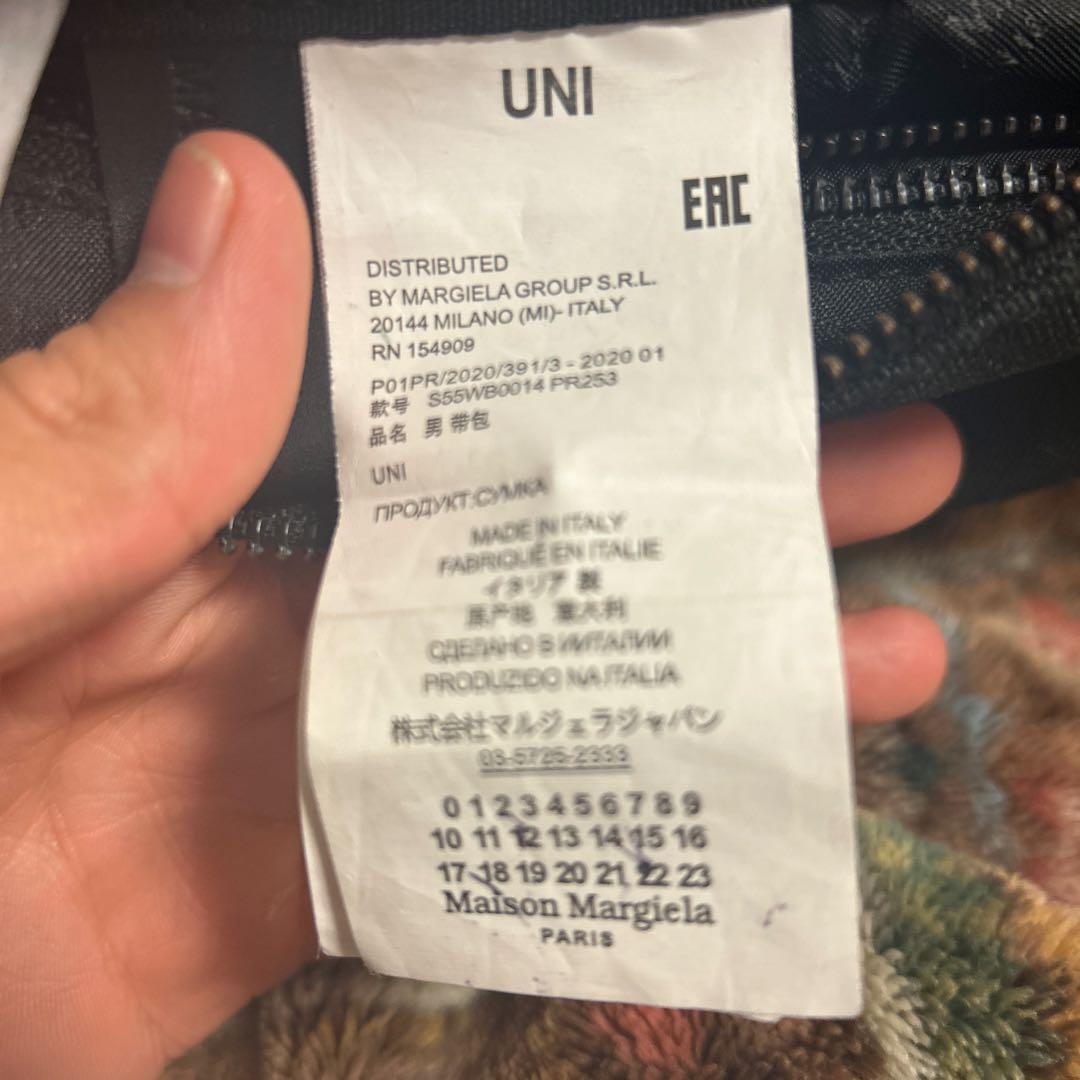 UNI
EAC
DISTRIBUTED
BY MARGIELA GROUP S.R.L.
20144 MILANO (MI)- ITALY
RN 154909
P01PR/2020/391/3 - 2020 01
款号 S55WB0014 PR253
品名 男 带包
UNI
ПРОДУКТ:СУМКА
MADE IN ITALY
FABRIQUÉ EN ITALIE
イタリア 製
原产地 意大利
СДЕЛАНО В ИИТАЛИИ
PRODUZIDO NA ITALIA
株式会社マルジェラジャパン
03-5725-2333
0 1 2 3 4 5 6 7 8 9
10 11 12 13 14 15 16
17 18 19 20 21 22 23
Maison Margiela
PARIS